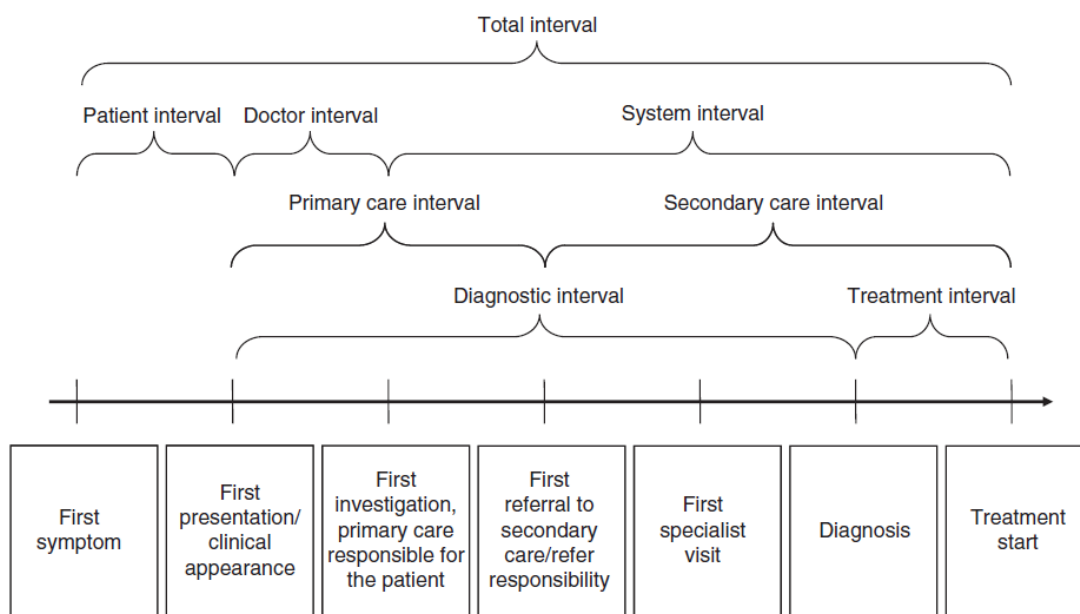 Total interval
Patient interval
Doctor interval
System interval
Primary care interval
Secondary care interval
Diagnostic interval
Treatment interval
First
symptom
First
presentation/
clinical
appearance
First
investigation,
primary care
responsible for
the patient
First
referral to
secondary
care/refer
responsibility
First
specialist
visit
Diagnosis
Treatment
start